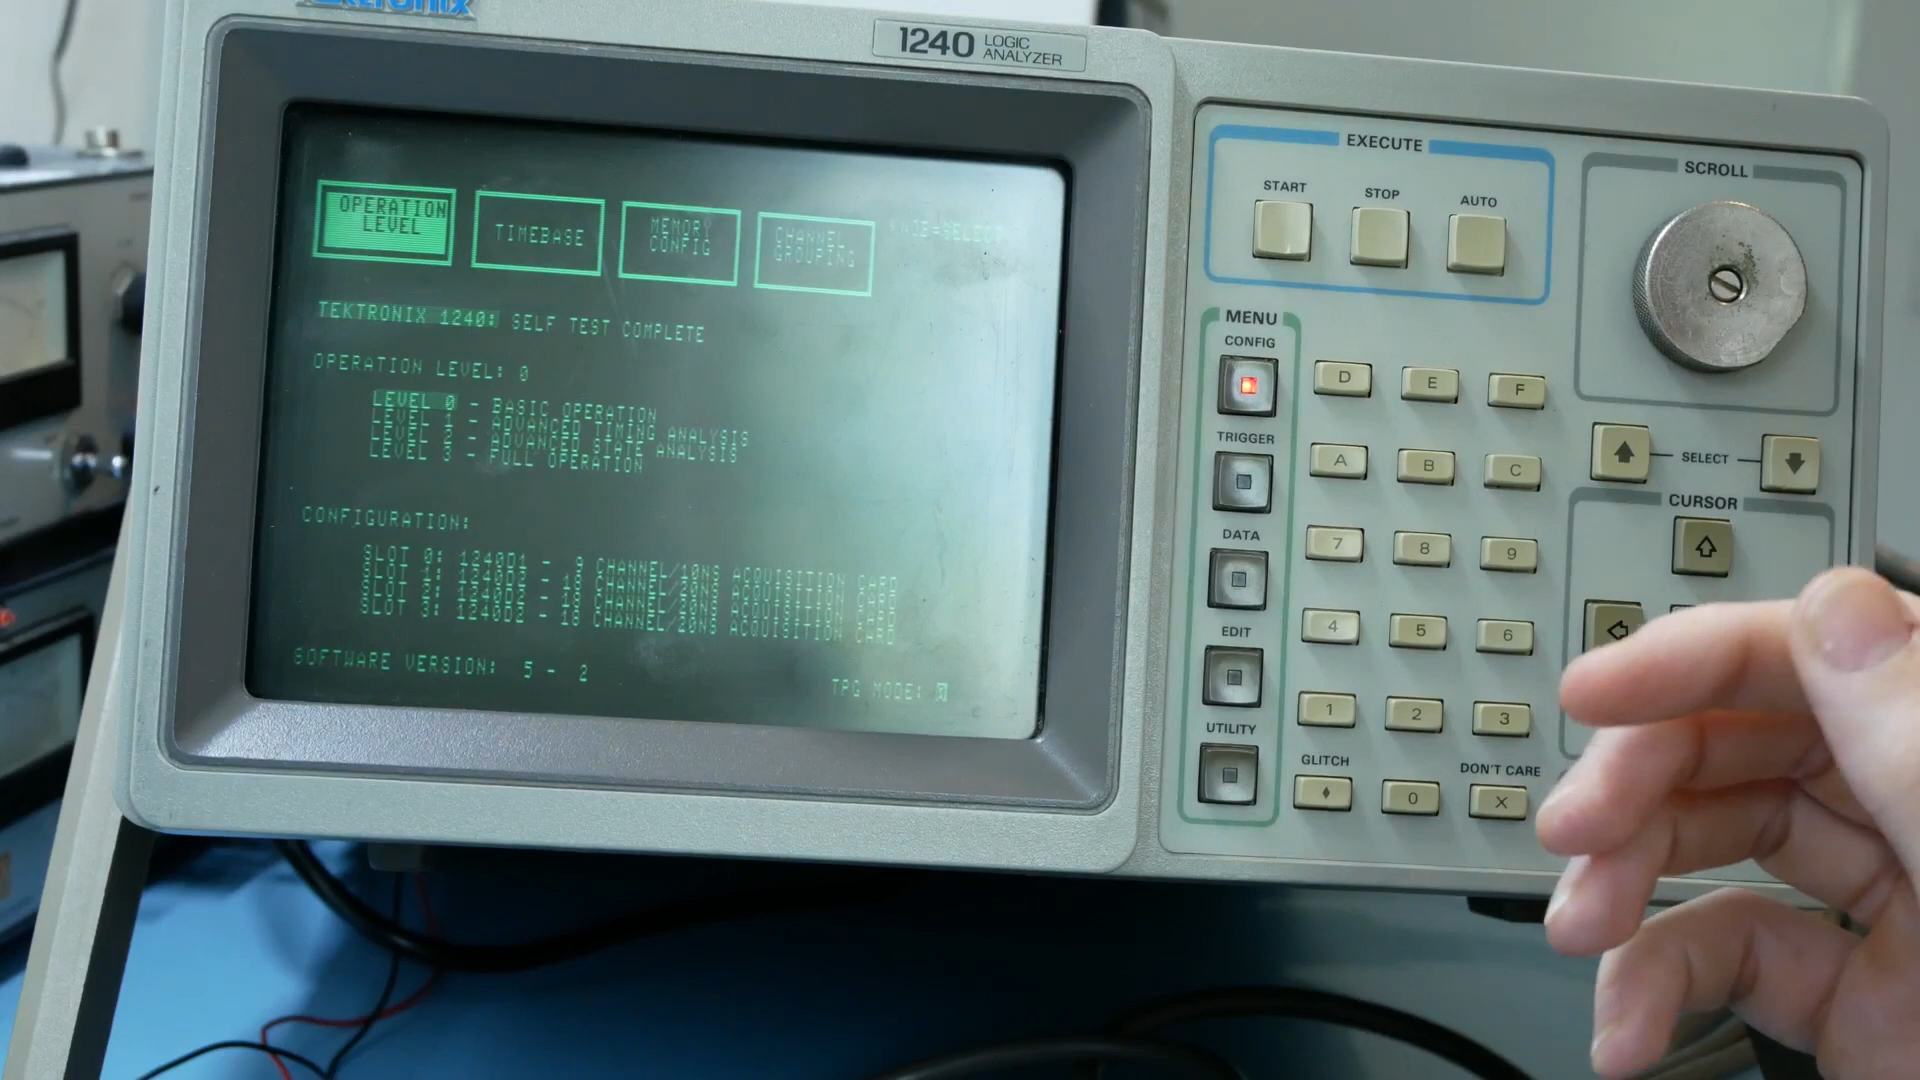 Tektronix
1240 LOGIC ANALYZER
OPERATION LEVEL
TIMEBASE
MEMORY CONFIG
CHANNEL GROUPING
KNOB=SELECT
TEKTRONIX 1240: SELF TEST COMPLETE
OPERATION LEVEL: 0
LEVEL 0 - BASIC OPERATION
LEVEL 1 - ADVANCED TIMING ANALYSIS
LEVEL 2 - ADVANCED STATE ANALYSIS
LEVEL 3 - FULL OPERATION
CONFIGURATION:
SLOT 0: 1240D1 - 9 CHANNEL/10NS ACQUISITION CARD
SLOT 1: 1240D2 - 18 CHANNEL/20NS ACQUISITION CARD
SLOT 2: 1240D2 - 18 CHANNEL/20NS ACQUISITION CARD
SLOT 3: 1240D2 - 18 CHANNEL/20NS ACQUISITION CARD
SOFTWARE VERSION: 5 - 2
TPG MODE: 0
EXECUTE
START STOP AUTO
SCROLL
MENU
CONFIG
TRIGGER
DATA
EDIT
UTILITY
D E F
A B C
7 8 9
4 5 6
1 2 3
GLITCH DON'T CARE
♦ 0 X
SELECT
CURSOR